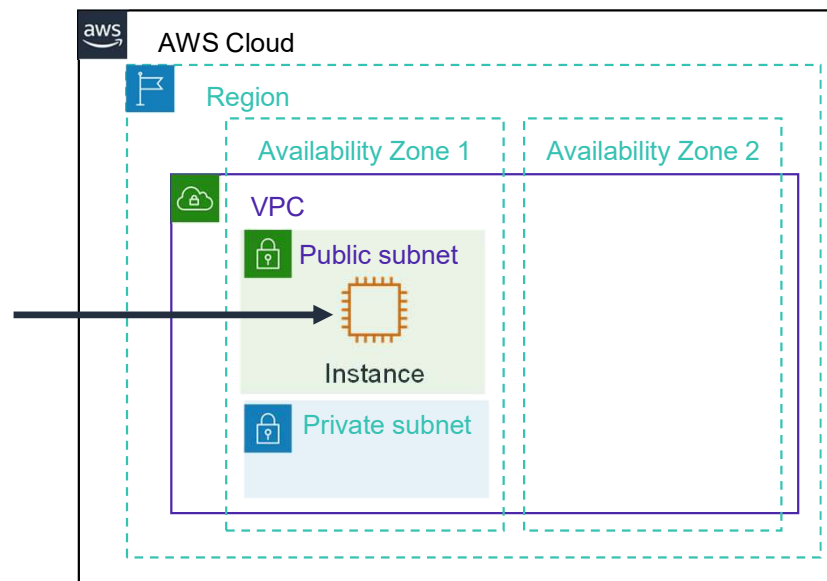 aws
AWS Cloud
Region
Availability Zone 1
Availability Zone 2
VPC
Public subnet
Instance
Private subnet